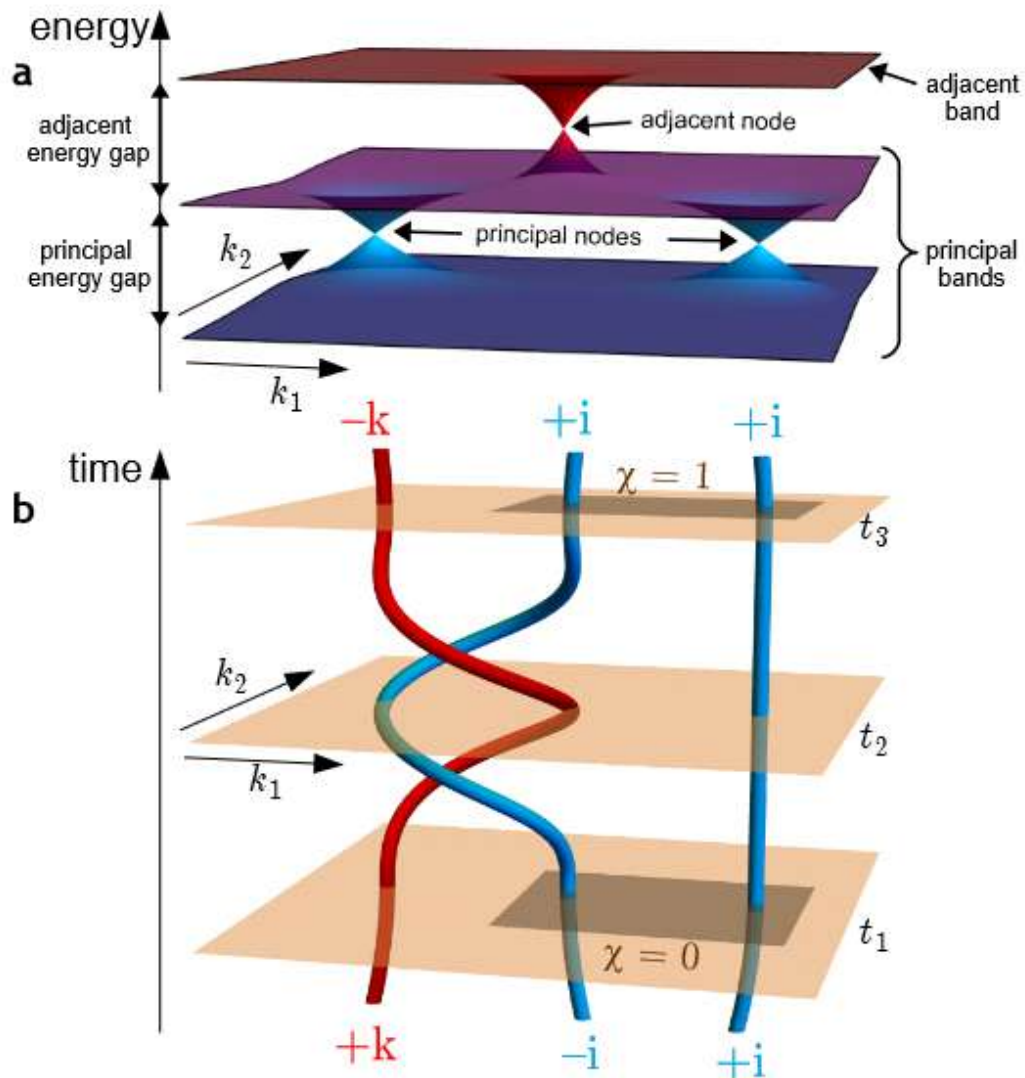 energy
a
adjacent
band
adjacent
energy gap
adjacent node
principal
energy gap
k2
principal nodes
principal
bands
k1
−k
+i
+i
time
b
χ = 1
t3
k2
k1
t2
t1
χ = 0
+k
−i
+i